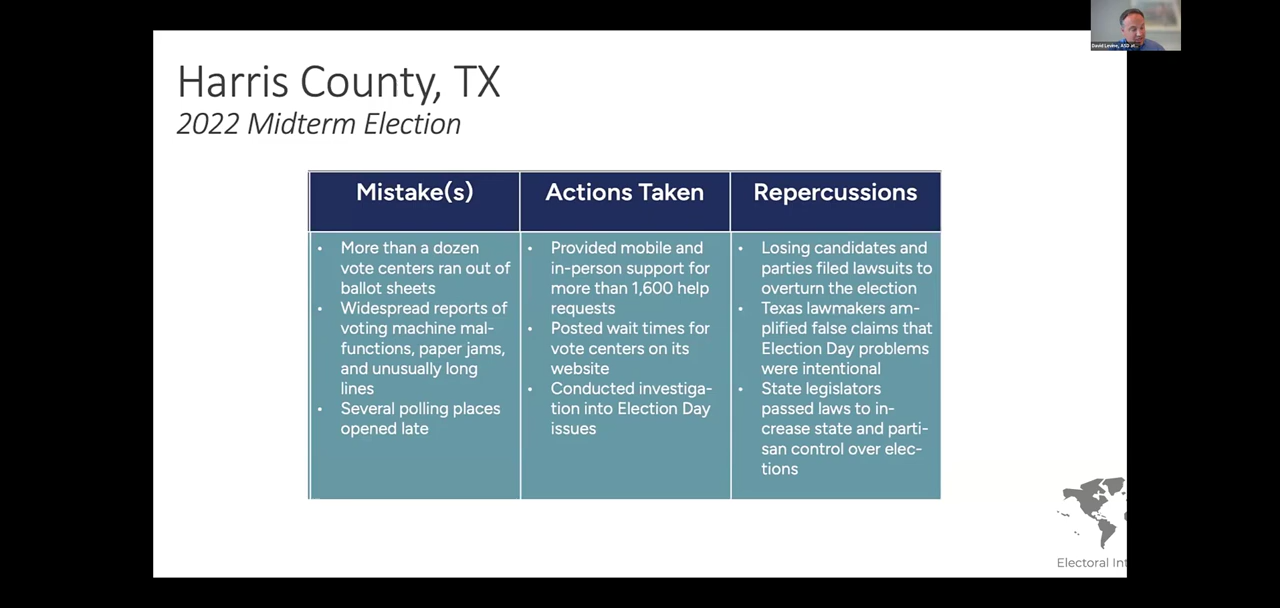 David Levine, ASD at...
Harris County, TX
2022 Midterm Election
Mistake(s)
Actions Taken
Repercussions
• More than a dozen
vote centers ran out of
ballot sheets
• Widespread reports of
voting machine mal-
functions, paper jams,
and unusually long
lines
• Several polling places
opened late
• Provided mobile and
in-person support for
more than 1,600 help
requests
• Posted wait times for
vote centers on its
website
• Conducted investiga-
tion into Election Day
issues
• Losing candidates and
parties filed lawsuits to
overturn the election
• Texas lawmakers am-
plified false claims that
Election Day problems
were intentional
• State legislators
passed laws to in-
crease state and parti-
san control over elec-
tions
Electoral Int